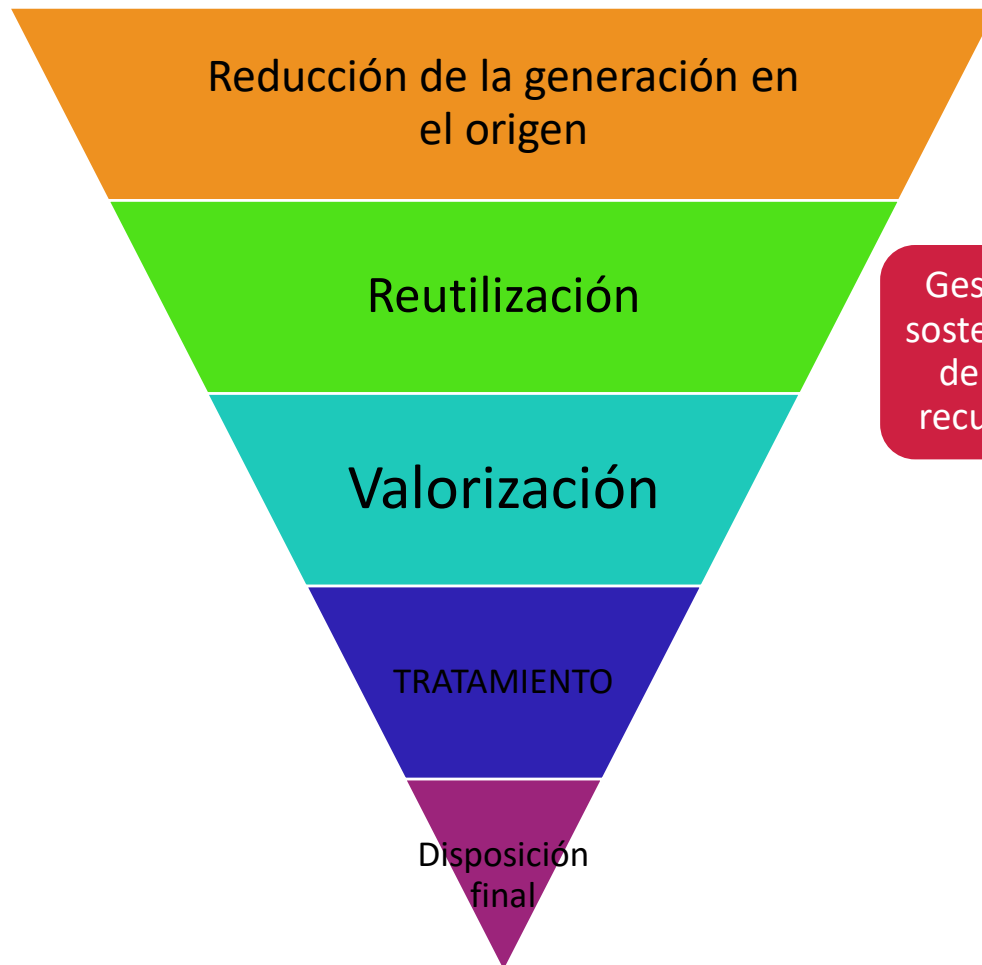 Reducción de la generación en
el origen
Reutilización
Ges
soste
de
recu
Valorización
TRATAMIENTO
Disposición
final